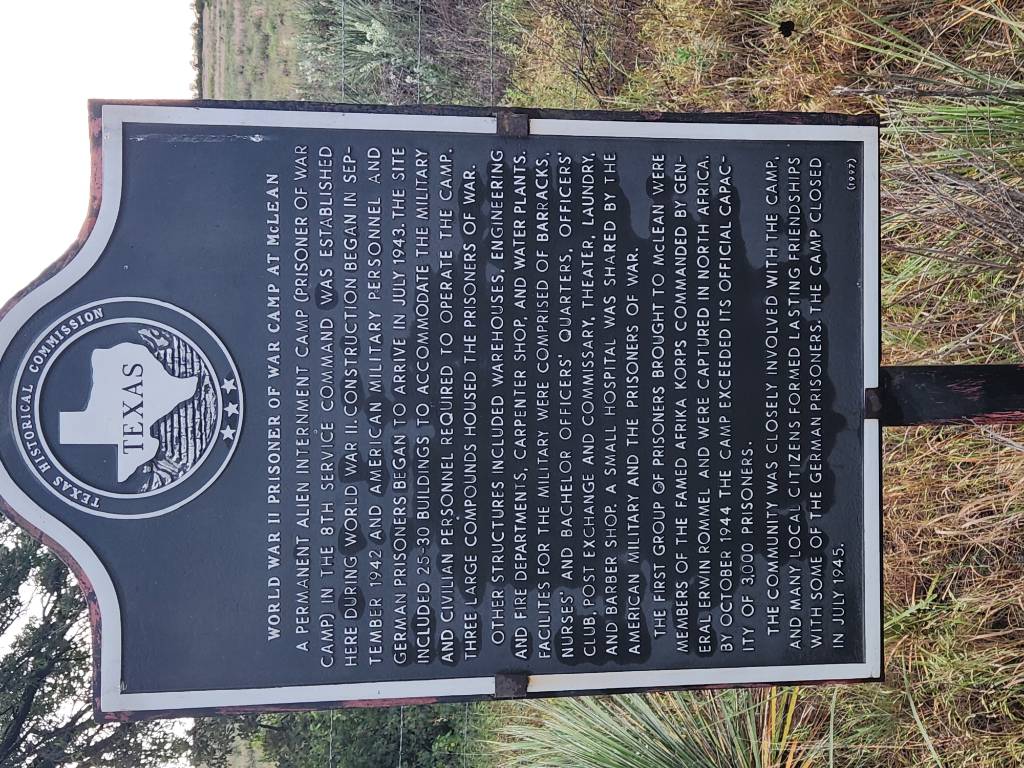 TEXAS HISTORICAL COMMISSION
TEXAS
WORLD WAR II PRISONER OF WAR CAMP AT McLEAN
A PERMANENT ALIEN INTERNMENT CAMP (PRISONER OF WAR
CAMP) IN THE 8TH SERVICE COMMAND WAS ESTABLISHED
HERE DURING WORLD WAR II. CONSTRUCTION BEGAN IN SEP-
TEMBER 1942 AND AMERICAN MILITARY PERSONNEL AND
GERMAN PRISONERS BEGAN TO ARRIVE IN JULY 1943. THE SITE
INCLUDED 25-30 BUILDINGS TO ACCOMMODATE THE MILITARY
AND CIVILIAN PERSONNEL REQUIRED TO OPERATE THE CAMP.
THREE LARGE COMPOUNDS HOUSED THE PRISONERS OF WAR.
OTHER STRUCTURES INCLUDED WAREHOUSES, ENGINEERING
AND FIRE DEPARTMENTS, CARPENTER SHOP, AND WATER PLANTS.
FACILITES FOR THE MILITARY WERE COMPRISED OF BARRACKS,
NURSES' AND BACHELOR OFFICERS' QUARTERS, OFFICERS'
CLUB, POST EXCHANGE AND COMMISSARY, THEATER, LAUNDRY,
AND BARBER SHOP. A SMALL HOSPITAL WAS SHARED BY THE
AMERICAN MILITARY AND THE PRISONERS OF WAR.
THE FIRST GROUP OF PRISONERS BROUGHT TO McLEAN WERE
MEMBERS OF THE FAMED AFRIKA KORPS COMMANDED BY GEN-
ERAL ERWIN ROMMEL AND WERE CAPTURED IN NORTH AFRICA.
BY OCTOBER 1944 THE CAMP EXCEEDED ITS OFFICIAL CAPAC-
ITY OF 3,000 PRISONERS.
THE COMMUNITY WAS CLOSELY INVOLVED WITH THE CAMP,
AND MANY LOCAL CITIZENS FORMED LASTING FRIENDSHIPS
WITH SOME OF THE GERMAN PRISONERS. THE CAMP CLOSED
IN JULY 1945.
(1997)